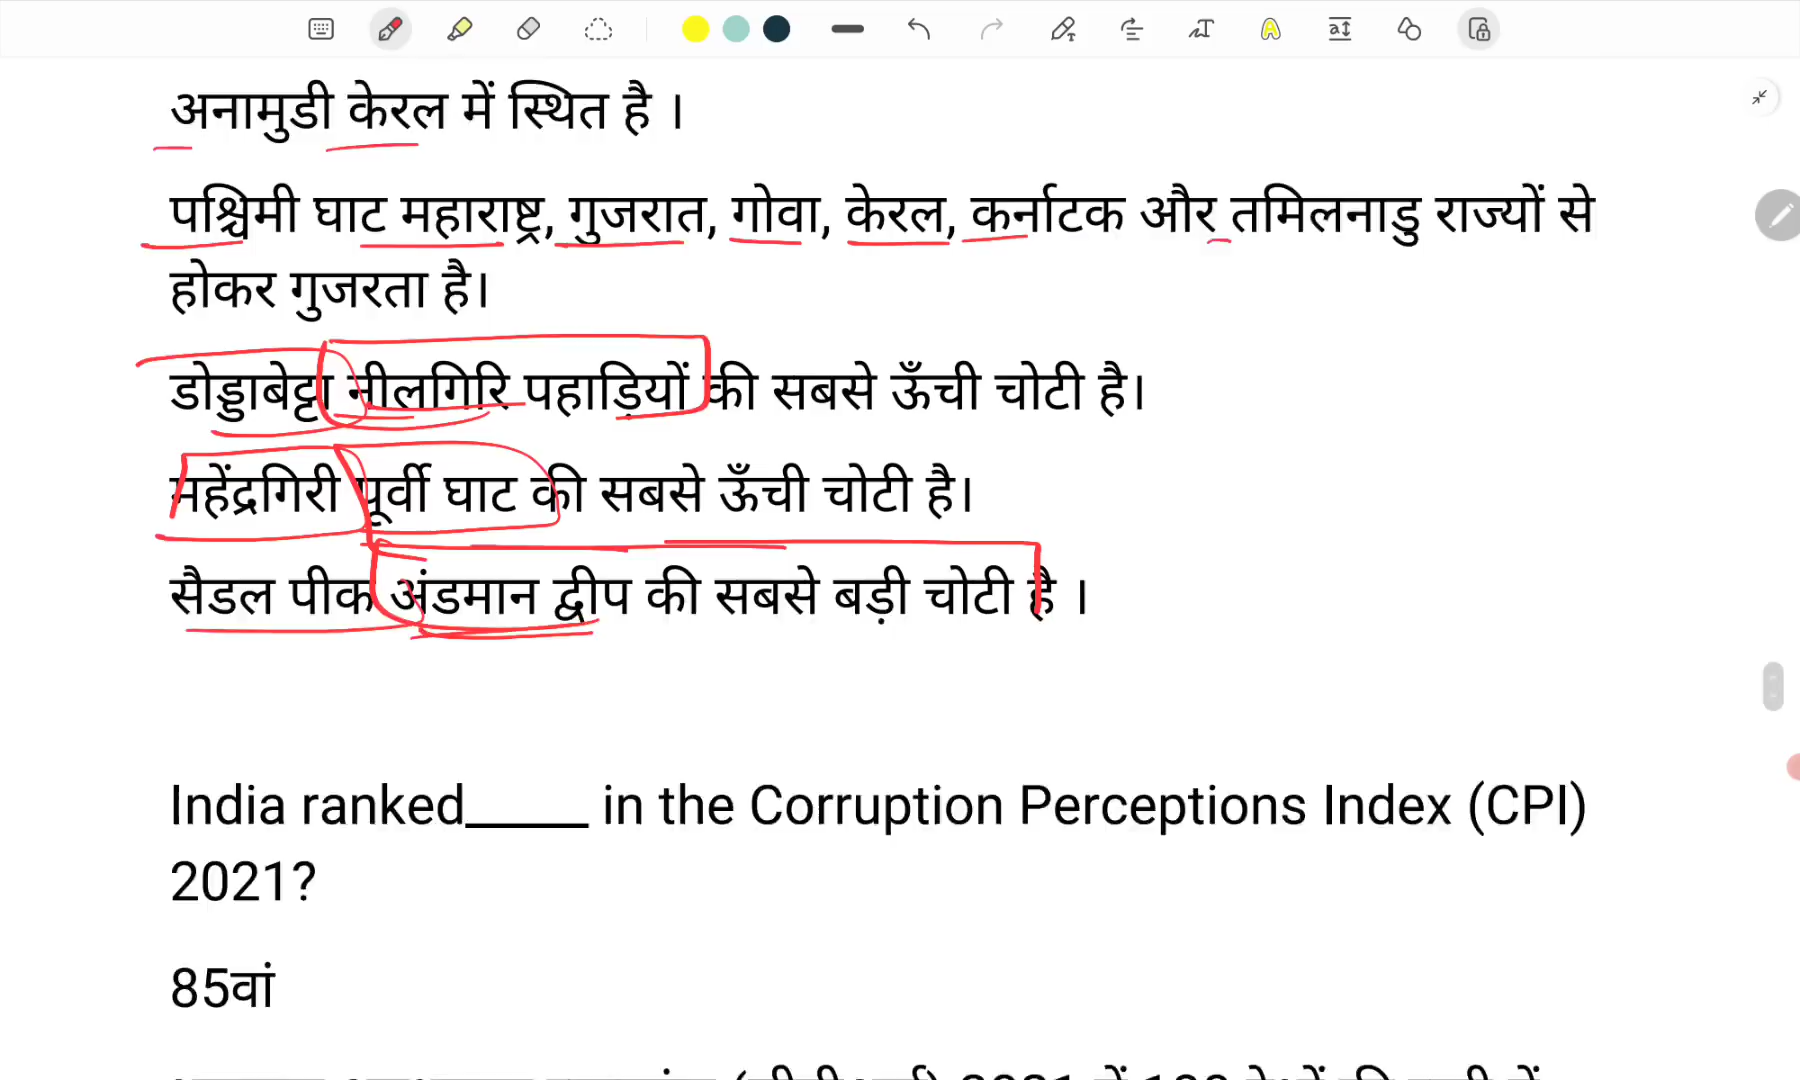 अनामुडी केरल में स्थित है ।
पश्चिमी घाट महाराष्ट्र, गुजरात, गोवा, केरल, कर्नाटक और तमिलनाडु राज्यों से
होकर गुजरता है।
डोड्डाबेट्टा नीलगिरि पहाड़ियों की सबसे ऊँची चोटी है।
महेंद्रगिरी पूर्वी घाट की सबसे ऊँची चोटी है।
सैडल पीक अंडमान द्वीप की सबसे बड़ी चोटी है ।
India ranked_____ in the Corruption Perceptions Index (CPI)
2021?
85वां